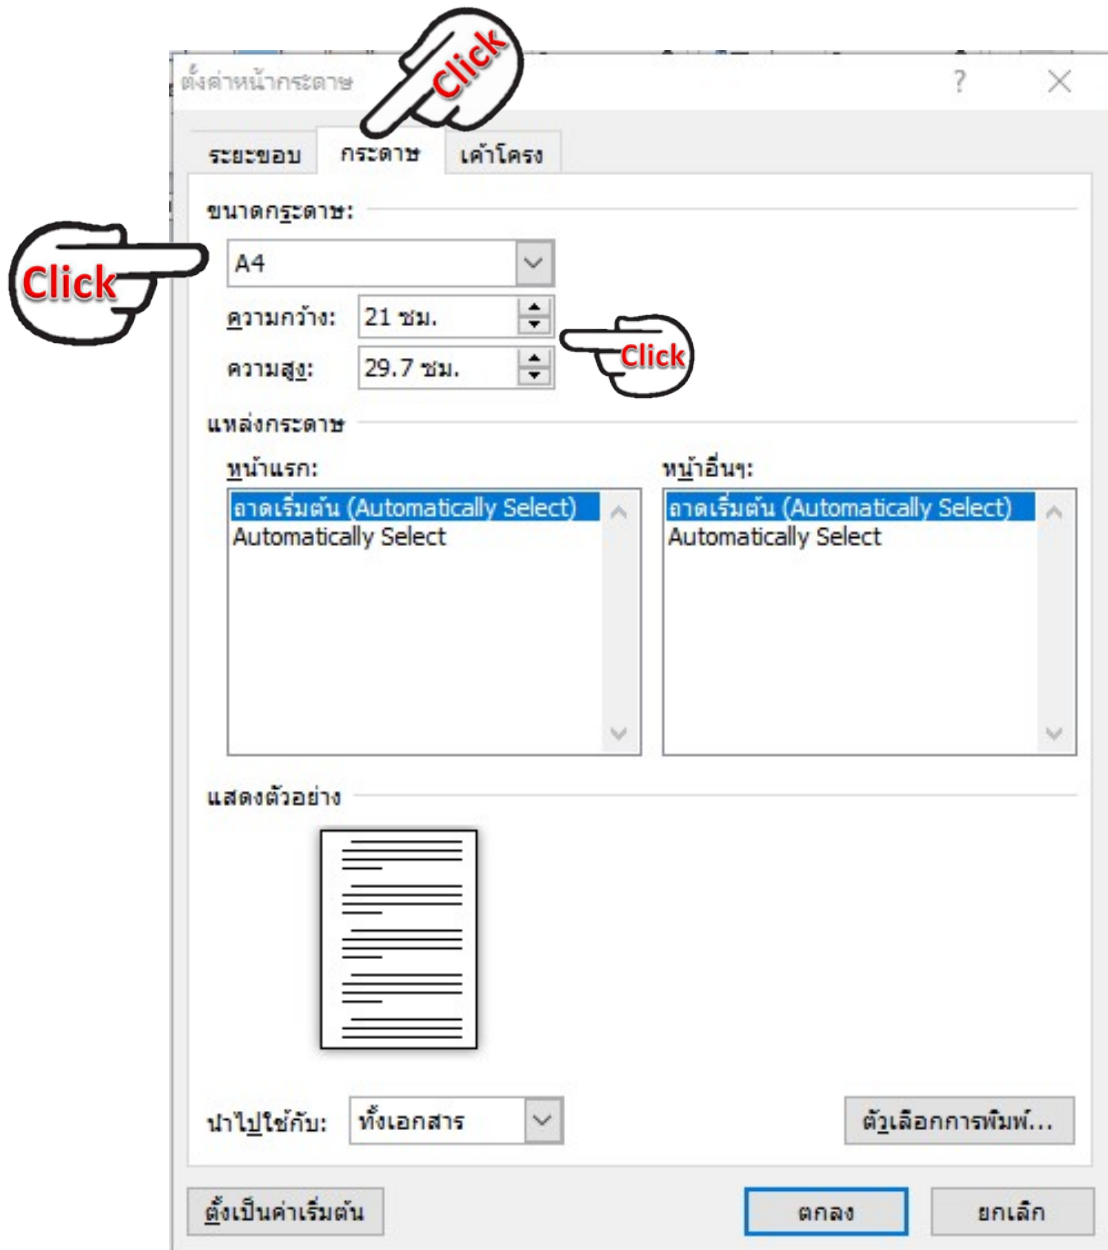 Click
ตั้งค่าหน้ากระดาษ
?
ระยะขอบ กระดาษ เค้าโครง
ขนาดกระดาษ:
Click
A4
ความกว้าง: 21 ซม.
Click
ความสูง: 29.7 ซม.
แหล่งกระดาษ
หน้าแรก: หน้าอื่นๆ:
ถาดเริ่มต้น (Automatically Select) ถาดเริ่มต้น (Automatically Select)
Automatically Select Automatically Select
แสดงตัวอย่าง
นำไปใช้กับ: ทั้งเอกสาร ตัวเลือกการพิมพ์...
ตั้งเป็นค่าเริ่มต้น ตกลง ยกเลิก